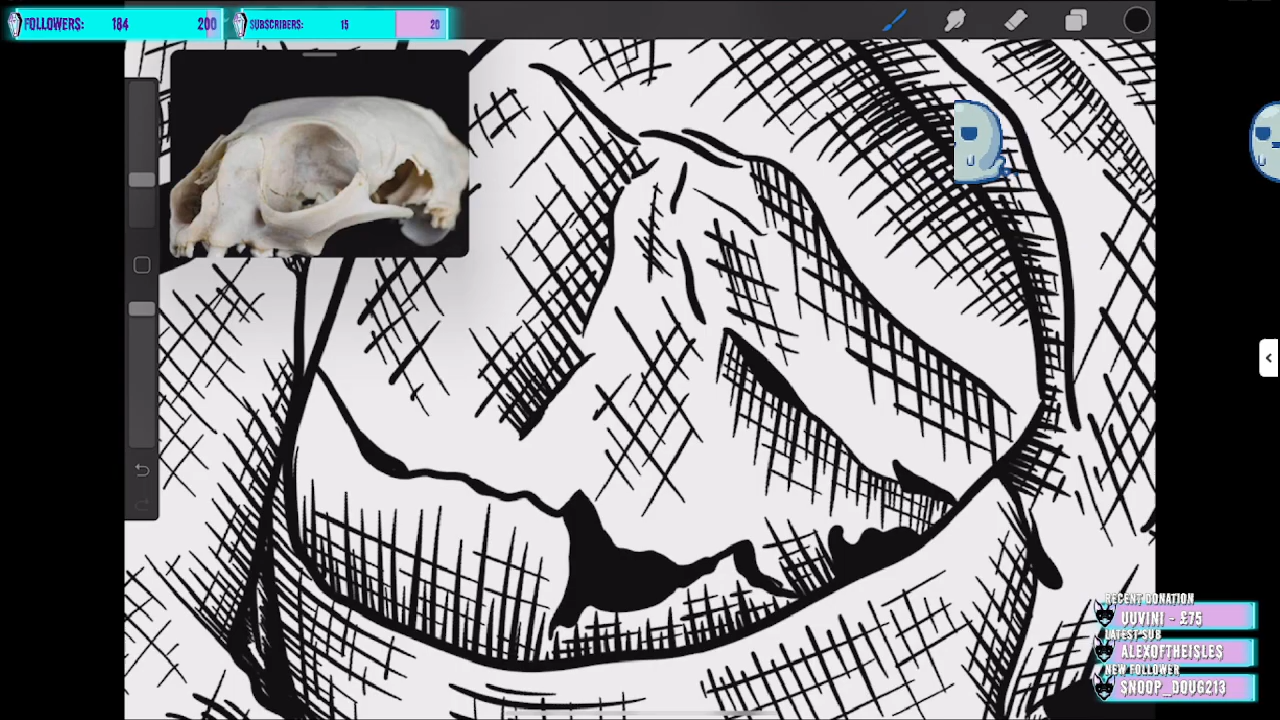 FOLLOWERS: 184 200
SUBSCRIBERS: 15 20
RECENT DONATION
UUVINI - £75
LATEST SUB
ALEXOFTHEISLES
NEW FOLLOWER
SNOOP_DOUG213